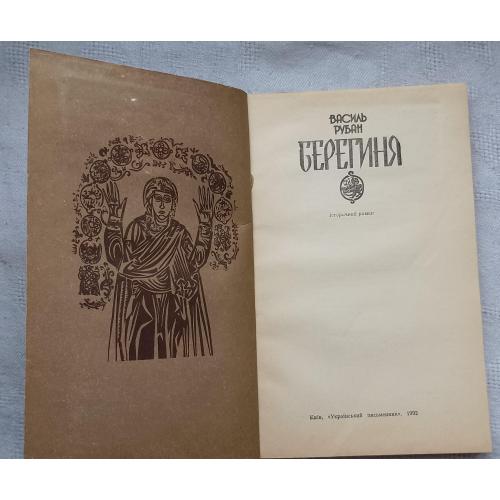 ВАСИЛЬ
РУБАН
БЕРЕГИНЯ
Історичний роман
Київ, «Український письменник», 1992